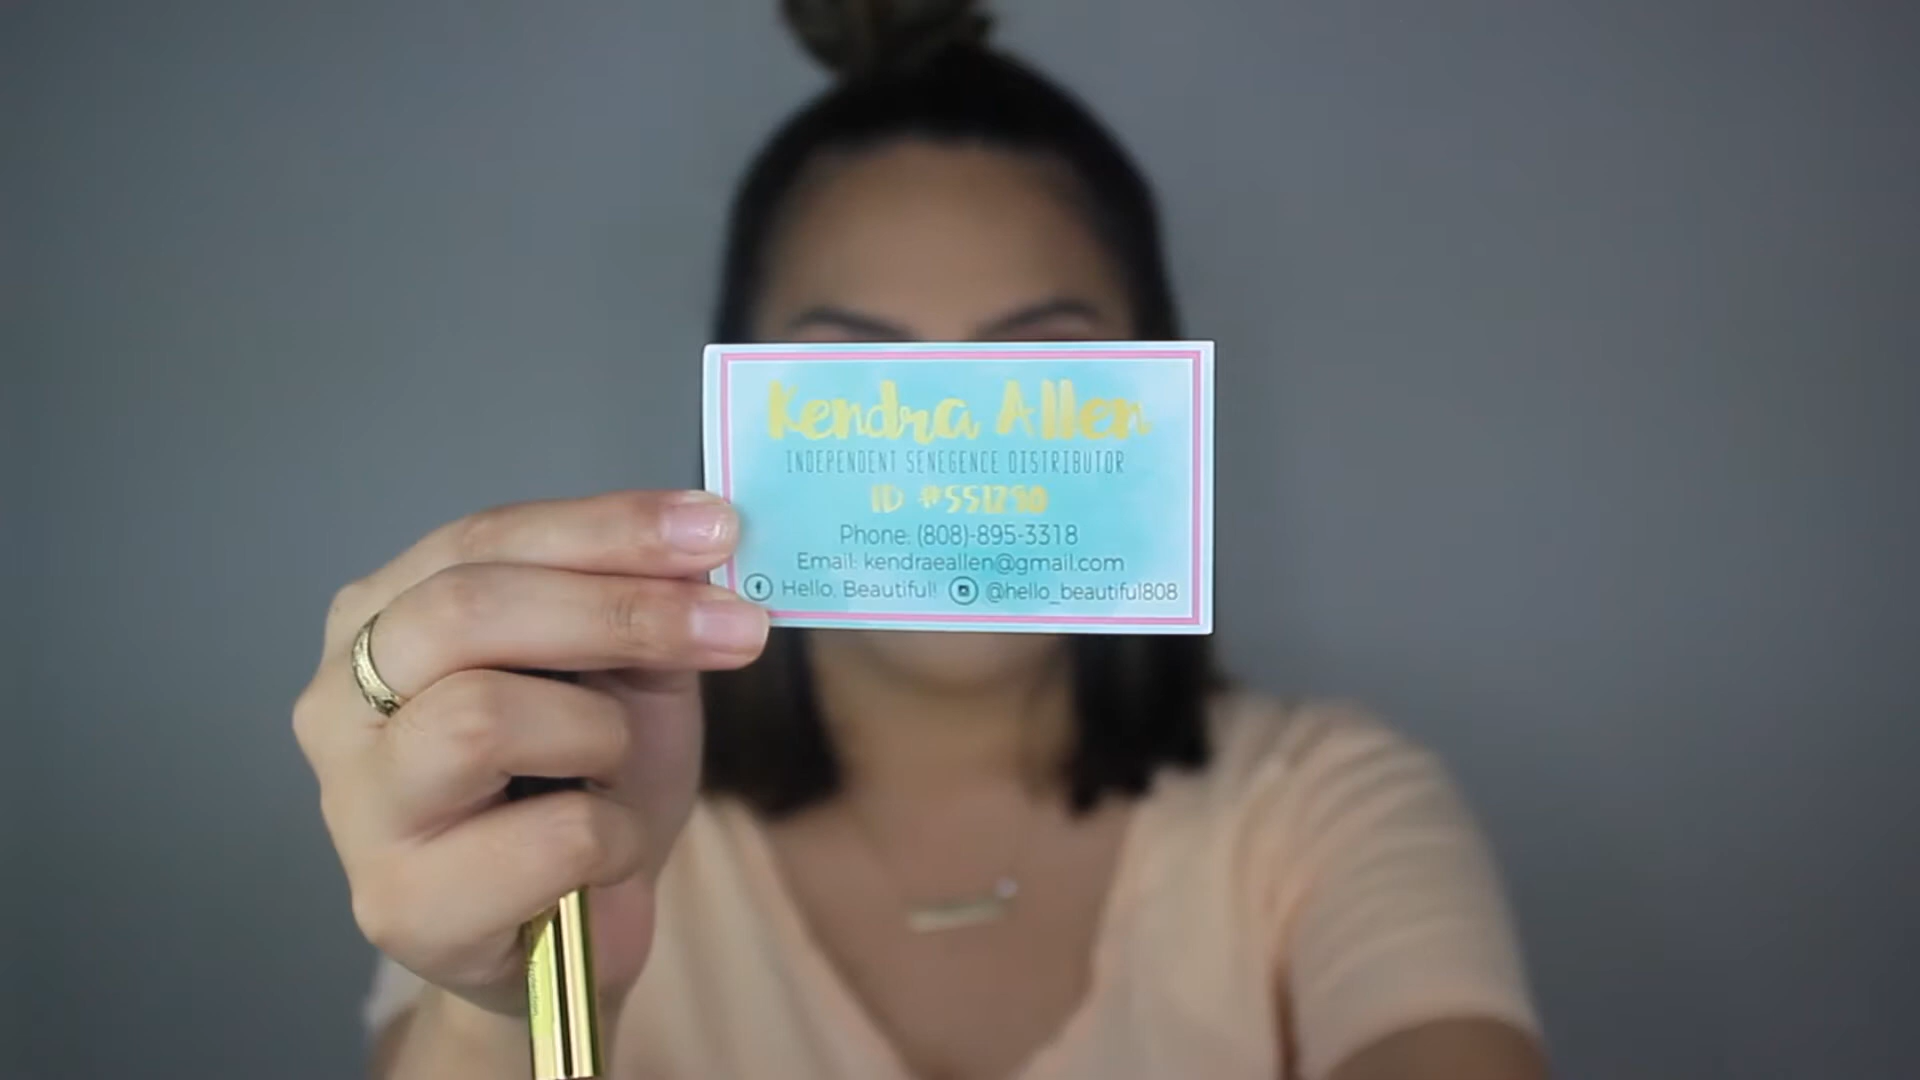 Kendra Allen
INDEPENDENT SENEGENCE DISTRIBUTOR
ID #551290
Phone: (808)-895-3318
Email: kendraeallen@gmail.com
Hello, Beautiful! @hello_beautiful808